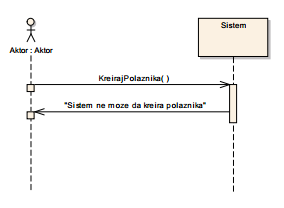 Sistem
Aktor : Aktor
KreirajPolaznika( )
"Sistem ne moze da kreira polaznika"